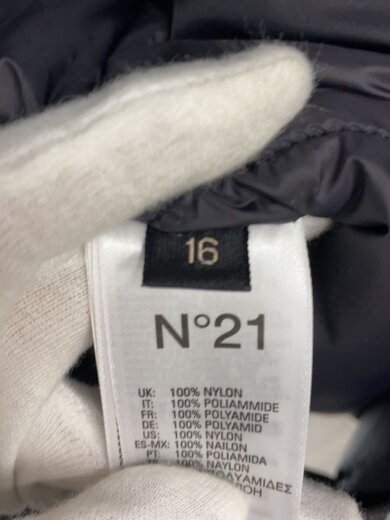 16
N°21
UK: 100% NYLON
IT: 100% POLIAMMIDE
FR: 100% POLYAMIDE
DE: 100% POLYAMID
US: 100% NYLON
ES-MX: 100% NAILON
PT: 100% POLIAMIDA
100% NAYLON
ΠΟΛΥΑΜΙΔΕΣ